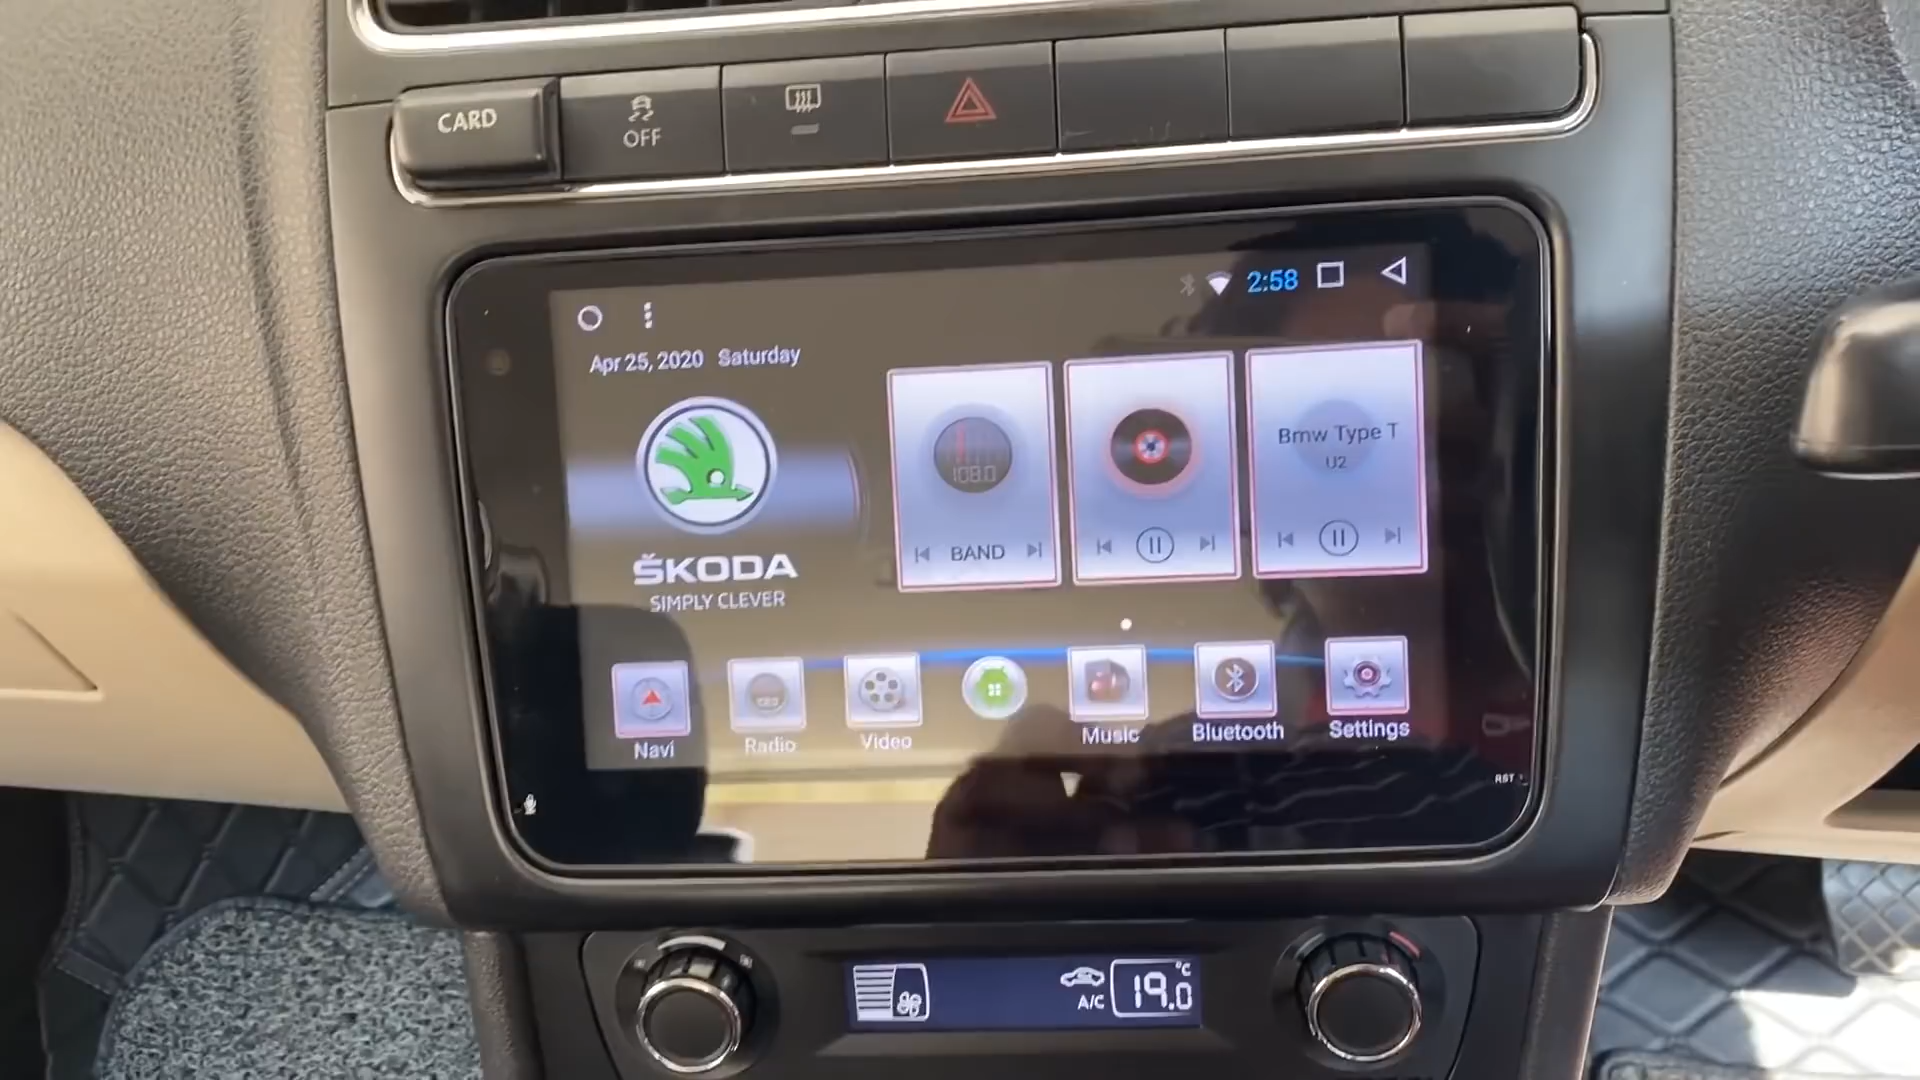 CARD
OFF
2:58
Apr 25, 2020 Saturday
108.0
Bmw Type T
U2
BAND
ŠKODA
SIMPLY CLEVER
Navi
Radio
Video
Music
Bluetooth
Settings
RST
A/C
19.0 °C